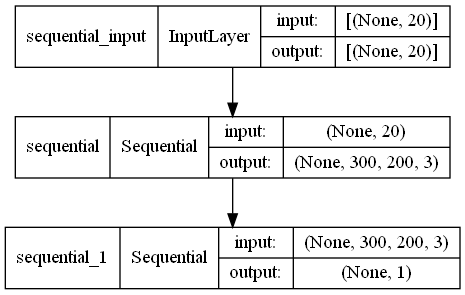 sequential_input InputLayer input: [(None, 20)]
output: [(None, 20)]
sequential Sequential input: (None, 20)
output: (None, 300, 200, 3)
sequential_1 Sequential input: (None, 300, 200, 3)
output: (None, 1)